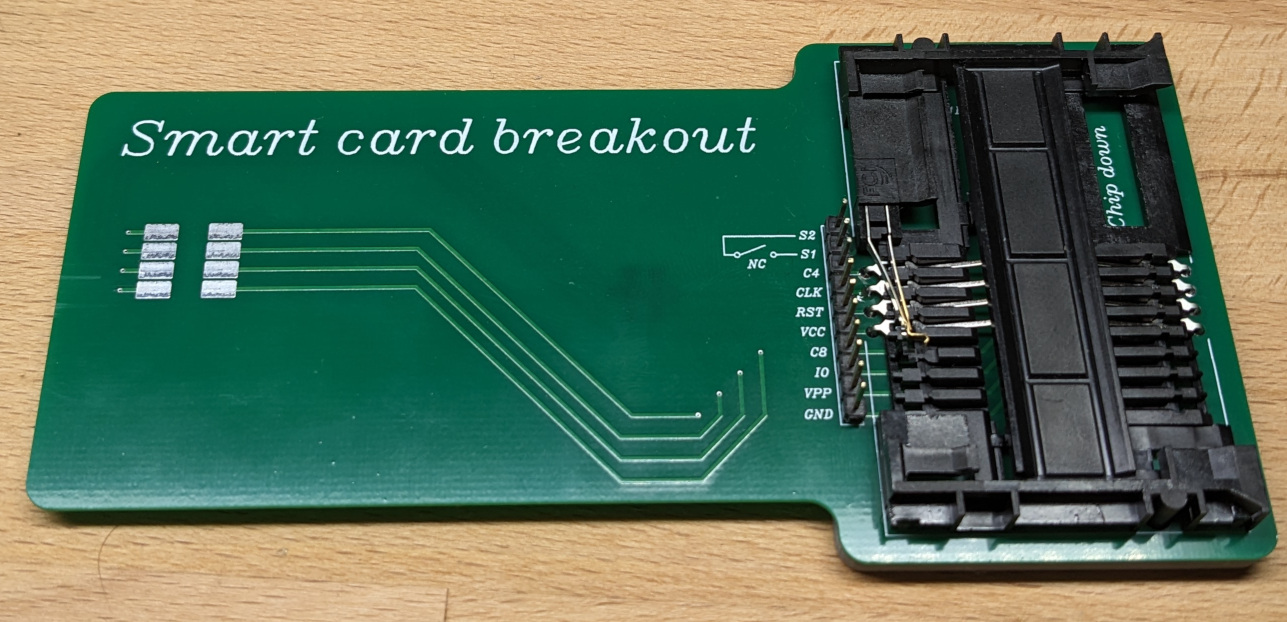 Smart card breakout
Chip down
S2
S1
NC
C4
CLK
RST
VCC
C8
IO
VPP
GND